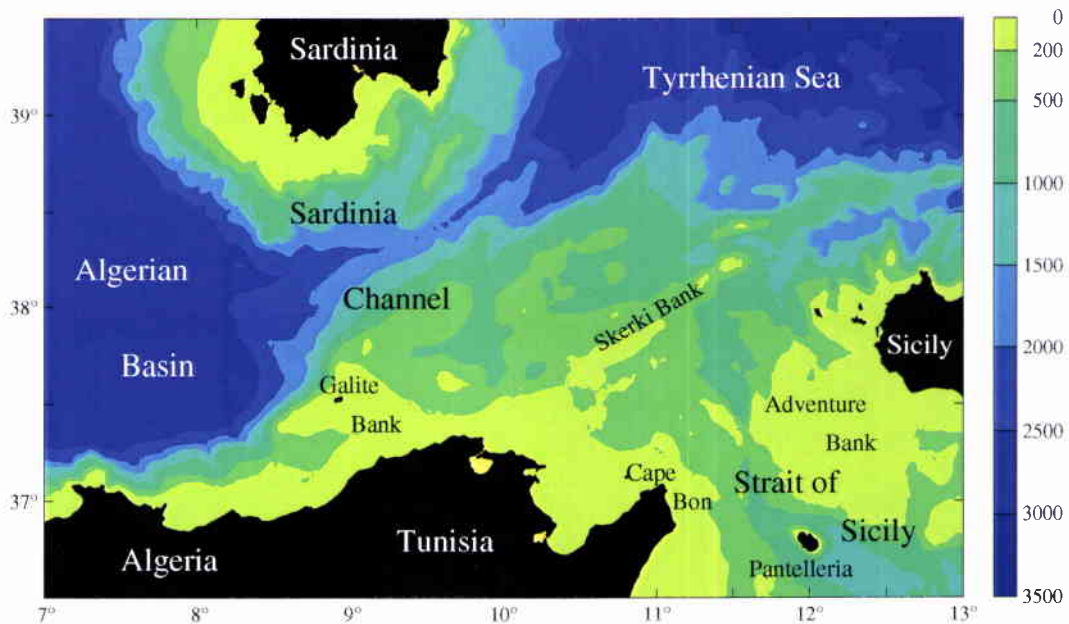 Sardinia
Tyrrhenian Sea
Sardinia
Channel
Algerian
Basin
Skerki Bank
Sicily
Galite
Bank
Adventure
Bank
Cape
Bon
Strait of
Sicily
Pantelleria
Tunisia
Algeria
39°
38°
37°
7°
8°
9°
10°
11°
12°
13°
0
200
500
1000
1500
2000
2500
3000
3500